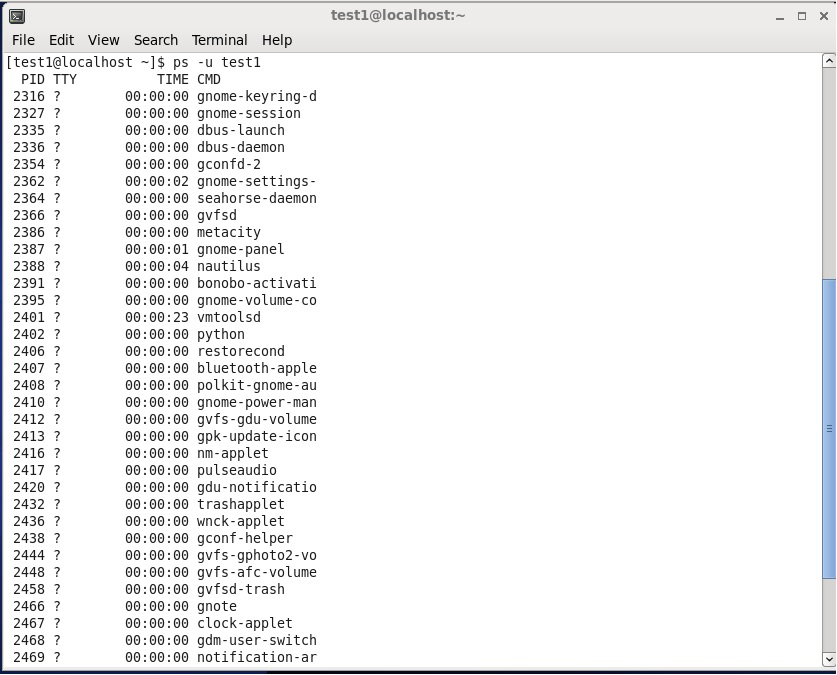 test1@localhost:~
File Edit View Search Terminal Help
[test1@localhost ~]$ ps -u test1
  PID TTY          TIME CMD
 2316 ?        00:00:00 gnome-keyring-d
 2327 ?        00:00:00 gnome-session
 2335 ?        00:00:00 dbus-launch
 2336 ?        00:00:00 dbus-daemon
 2354 ?        00:00:00 gconfd-2
 2362 ?        00:00:02 gnome-settings-
 2364 ?        00:00:00 seahorse-daemon
 2366 ?        00:00:00 gvfsd
 2386 ?        00:00:00 metacity
 2387 ?        00:00:01 gnome-panel
 2388 ?        00:00:04 nautilus
 2391 ?        00:00:00 bonobo-activati
 2395 ?        00:00:00 gnome-volume-co
 2401 ?        00:00:23 vmtoolsd
 2402 ?        00:00:00 python
 2406 ?        00:00:00 restorecond
 2407 ?        00:00:00 bluetooth-apple
 2408 ?        00:00:00 polkit-gnome-au
 2410 ?        00:00:00 gnome-power-man
 2412 ?        00:00:00 gvfs-gdu-volume
 2413 ?        00:00:00 gpk-update-icon
 2416 ?        00:00:00 nm-applet
 2417 ?        00:00:00 pulseaudio
 2420 ?        00:00:00 gdu-notificatio
 2432 ?        00:00:00 trashapplet
 2436 ?        00:00:00 wnck-applet
 2438 ?        00:00:00 gconf-helper
 2444 ?        00:00:00 gvfs-gphoto2-vo
 2448 ?        00:00:00 gvfs-afc-volume
 2458 ?        00:00:00 gvfsd-trash
 2466 ?        00:00:00 gnote
 2467 ?        00:00:00 clock-applet
 2468 ?        00:00:00 gdm-user-switch
 2469 ?        00:00:00 notification-ar